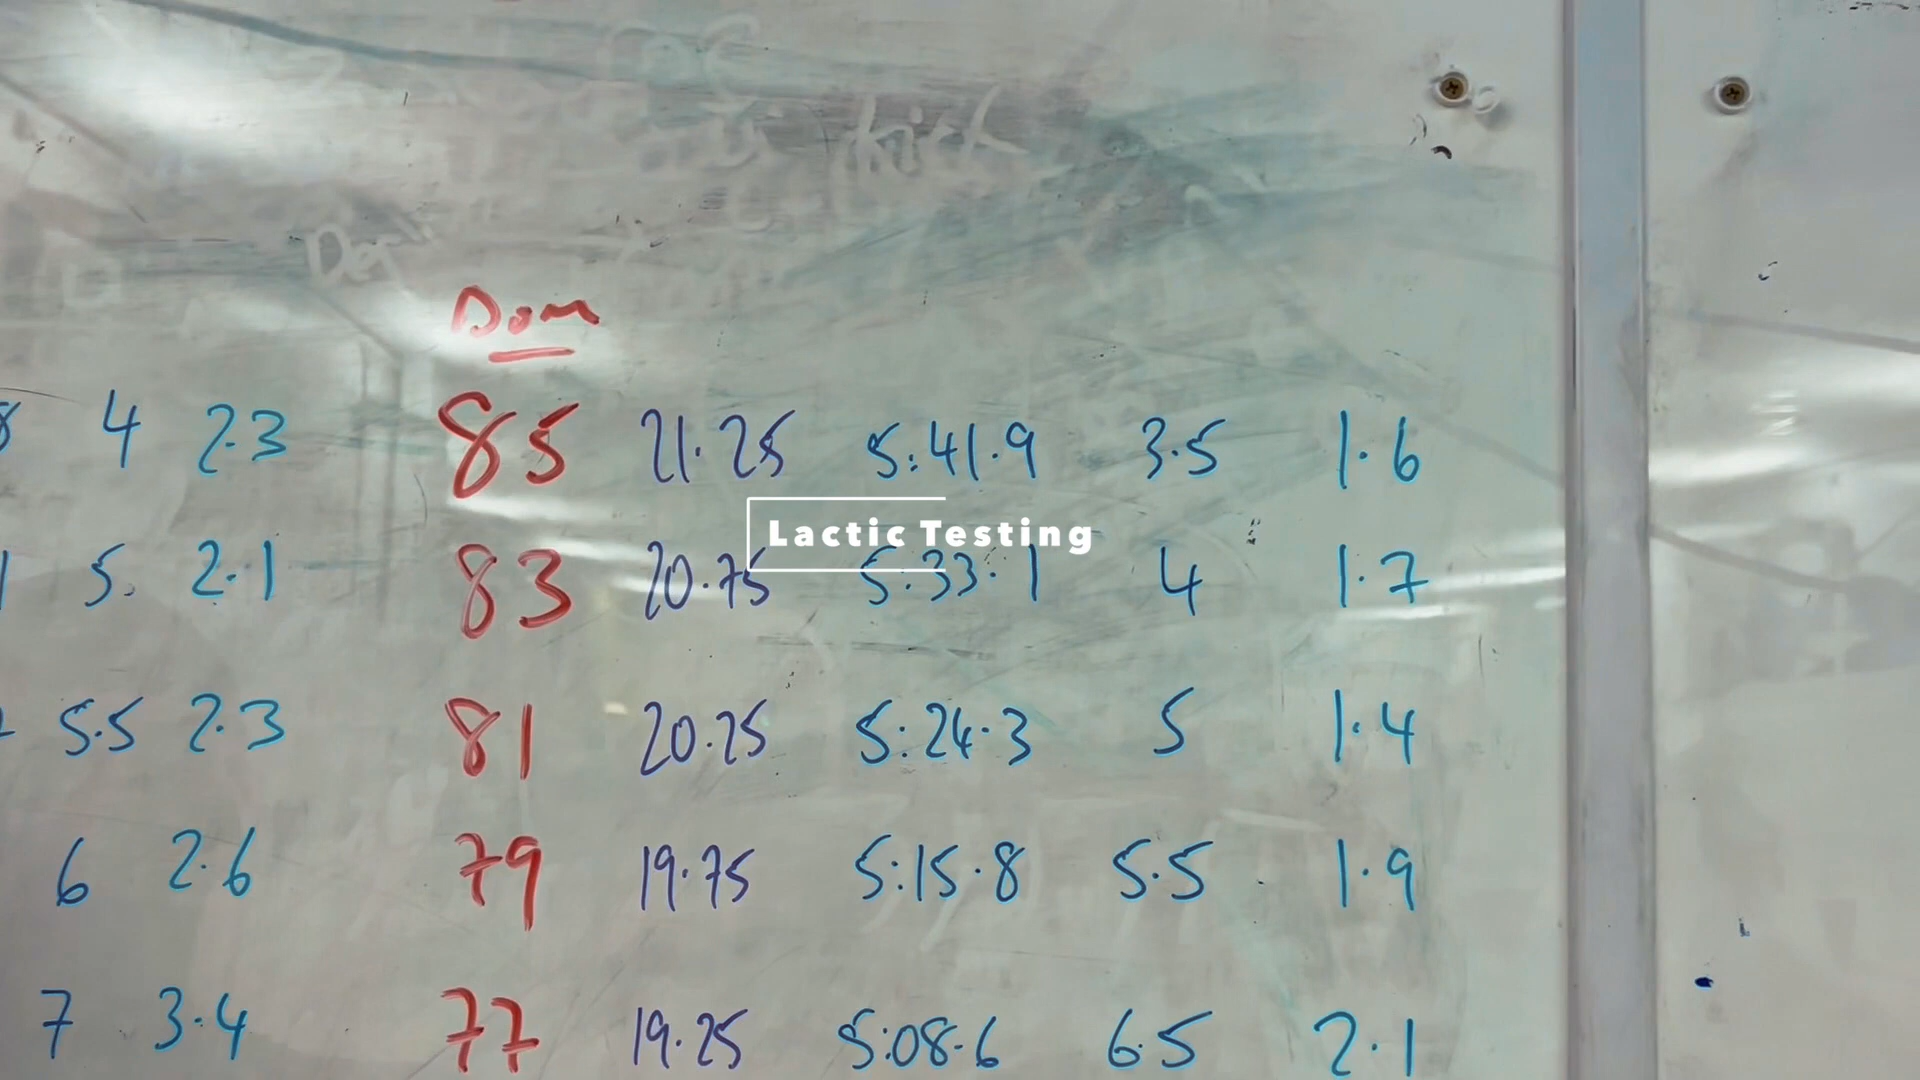 Dom
4 2.3 85 21.25 5:41.9 3.5 1.6
Lactic Testing
5. 2.1 83 20.75 5:33.1 4 1.7
5.5 2.3 81 20.25 5:24.3 5 1.4
6 2.6 79 19.75 5:15.8 5.5 1.9
7 3.4 77 19.25 5:08.6 6.5 2.1